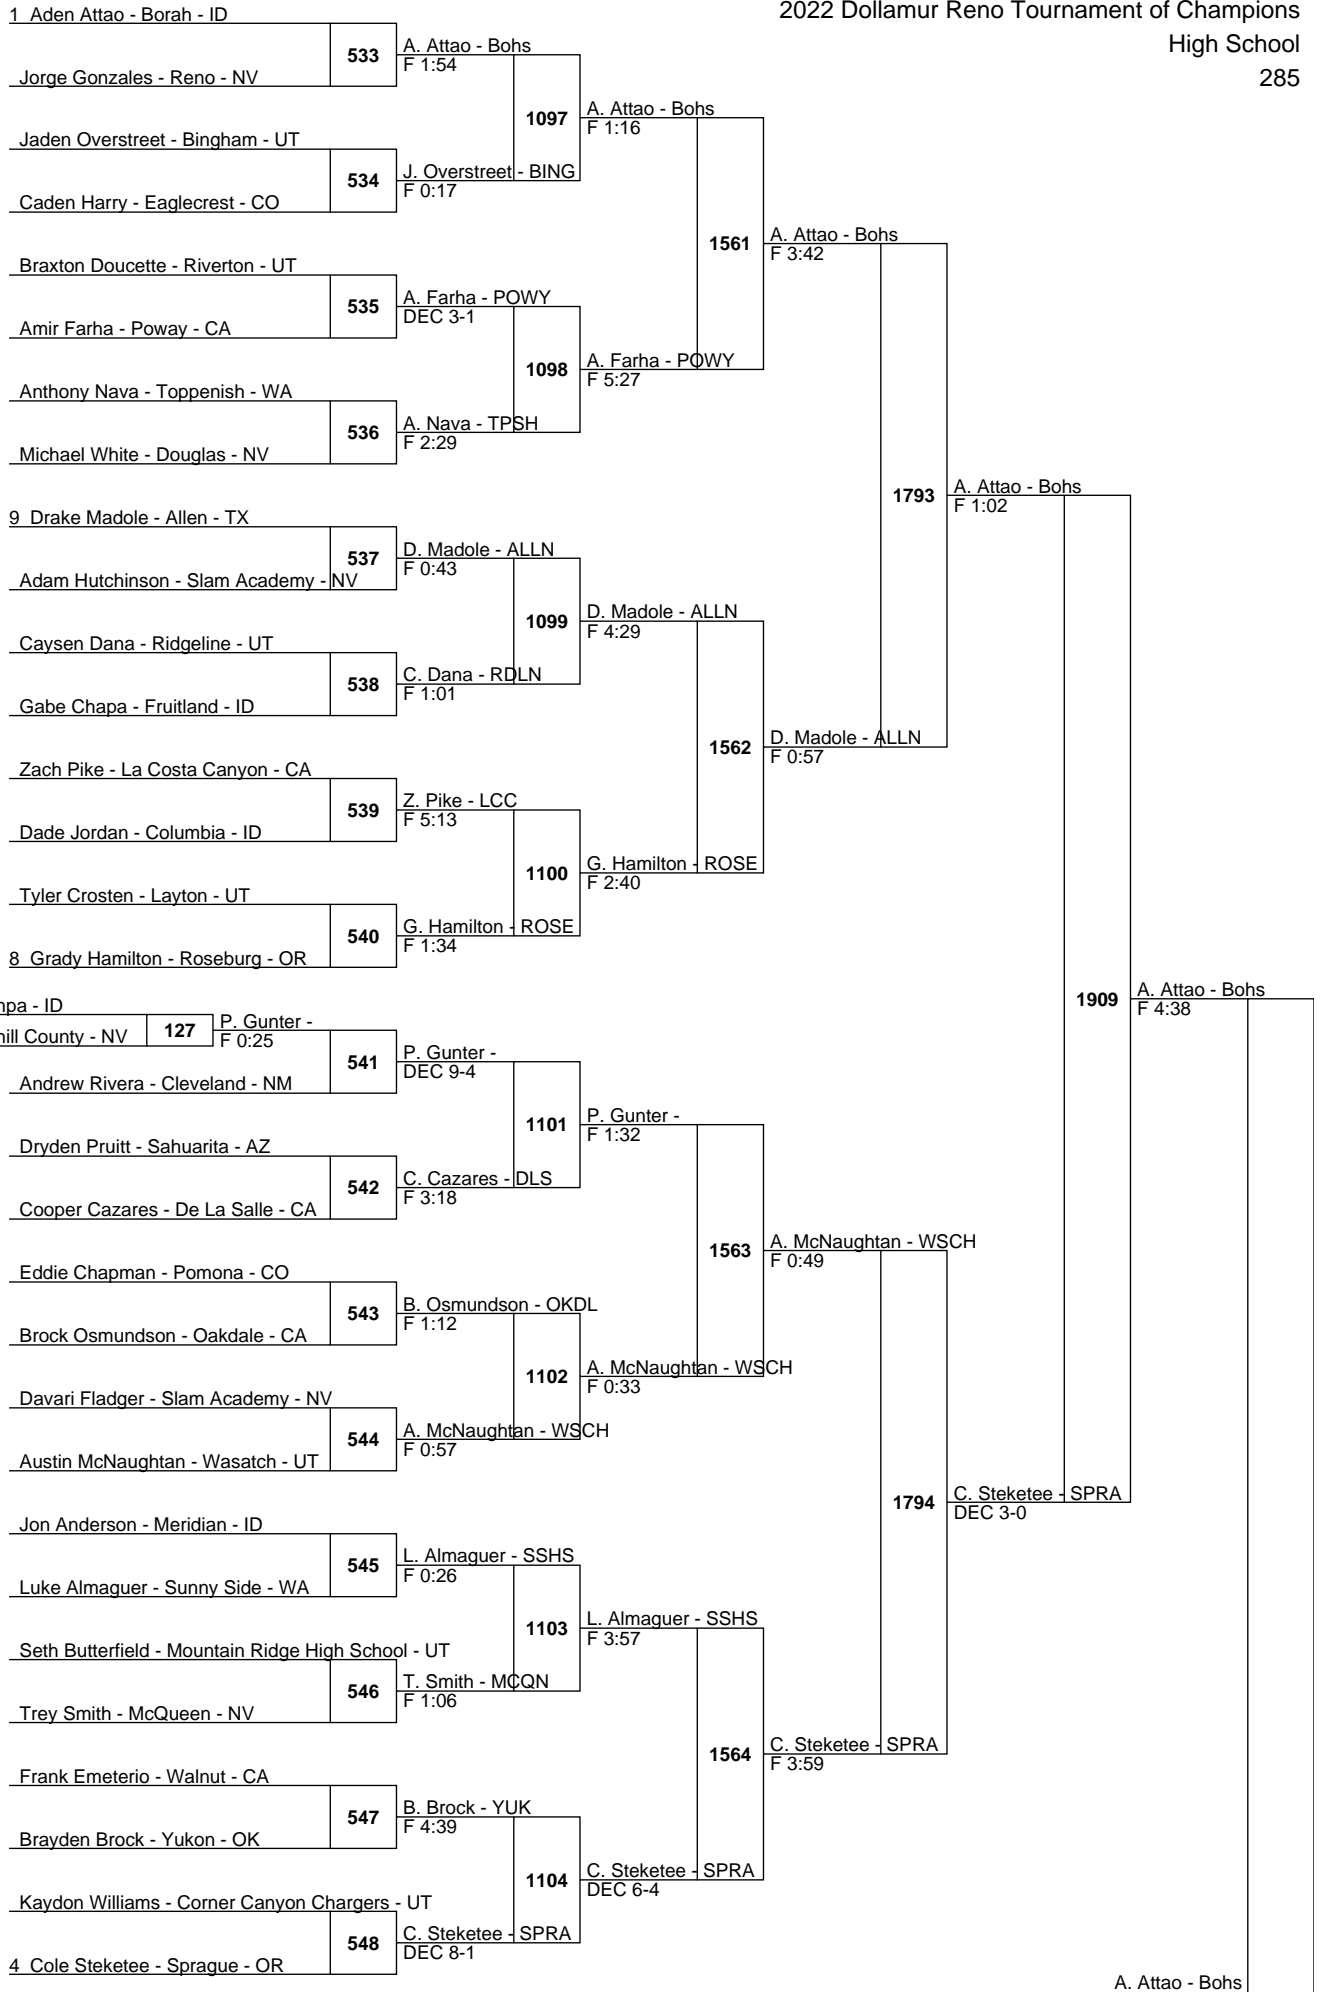 2022 Dollamur Reno Tournament of Champions
High School
285
1 Aden Attao - Borah - ID
533
A. Attao - Bohs
F 1:54
Jorge Gonzales - Reno - NV
1097
A. Attao - Bohs
F 1:16
Jaden Overstreet - Bingham - UT
534
J. Overstreet - BING
F 0:17
Caden Harry - Eaglecrest - CO
1561
A. Attao - Bohs
F 3:42
Braxton Doucette - Riverton - UT
535
A. Farha - POWY
DEC 3-1
Amir Farha - Poway - CA
1098
A. Farha - POWY
F 5:27
Anthony Nava - Toppenish - WA
536
A. Nava - TPSH
F 2:29
Michael White - Douglas - NV
1793
A. Attao - Bohs
F 1:02
9 Drake Madole - Allen - TX
537
D. Madole - ALLN
F 0:43
Adam Hutchinson - Slam Academy - NV
1099
D. Madole - ALLN
F 4:29
Caysen Dana - Ridgeline - UT
538
C. Dana - RDLN
F 1:01
Gabe Chapa - Fruitland - ID
1562
D. Madole - ALLN
F 0:57
Zach Pike - La Costa Canyon - CA
539
Z. Pike - LCC
F 5:13
Dade Jordan - Columbia - ID
1100
G. Hamilton - ROSE
F 2:40
Tyler Crosten - Layton - UT
540
G. Hamilton - ROSE
F 1:34
8 Grady Hamilton - Roseburg - OR
1909
A. Attao - Bohs
F 4:38
pa - ID
127
P. Gunter -
F 0:25
hill County - NV
541
P. Gunter -
DEC 9-4
Andrew Rivera - Cleveland - NM
1101
P. Gunter -
F 1:32
Dryden Pruitt - Sahuarita - AZ
542
C. Cazares - DLS
F 3:18
Cooper Cazares - De La Salle - CA
1563
A. McNaughtan - WSCH
F 0:49
Eddie Chapman - Pomona - CO
543
B. Osmundson - OKDL
F 1:12
Brock Osmundson - Oakdale - CA
1102
A. McNaughtan - WSCH
F 0:33
Davari Fladger - Slam Academy - NV
544
A. McNaughtan - WSCH
F 0:57
Austin McNaughtan - Wasatch - UT
1794
C. Steketee - SPRA
DEC 3-0
Jon Anderson - Meridian - ID
545
L. Almaguer - SSHS
F 0:26
Luke Almaguer - Sunny Side - WA
1103
L. Almaguer - SSHS
F 3:57
Seth Butterfield - Mountain Ridge High School - UT
546
T. Smith - MCQN
F 1:06
Trey Smith - McQueen - NV
1564
C. Steketee - SPRA
F 3:59
Frank Emeterio - Walnut - CA
547
B. Brock - YUK
F 4:39
Brayden Brock - Yukon - OK
1104
C. Steketee - SPRA
DEC 6-4
Kaydon Williams - Corner Canyon Chargers - UT
548
C. Steketee - SPRA
DEC 8-1
4 Cole Steketee - Sprague - OR
A. Attao - Bohs